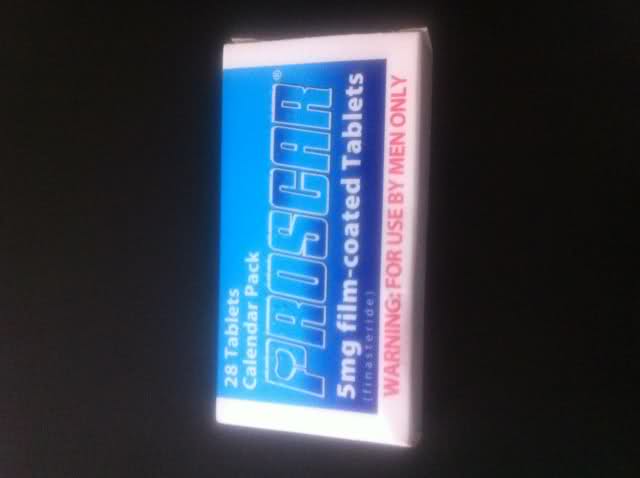 28 Tablets
Calendar Pack
PROSCAR®
5mg film-coated Tablets
(finasteride)
WARNING: FOR USE BY MEN ONLY